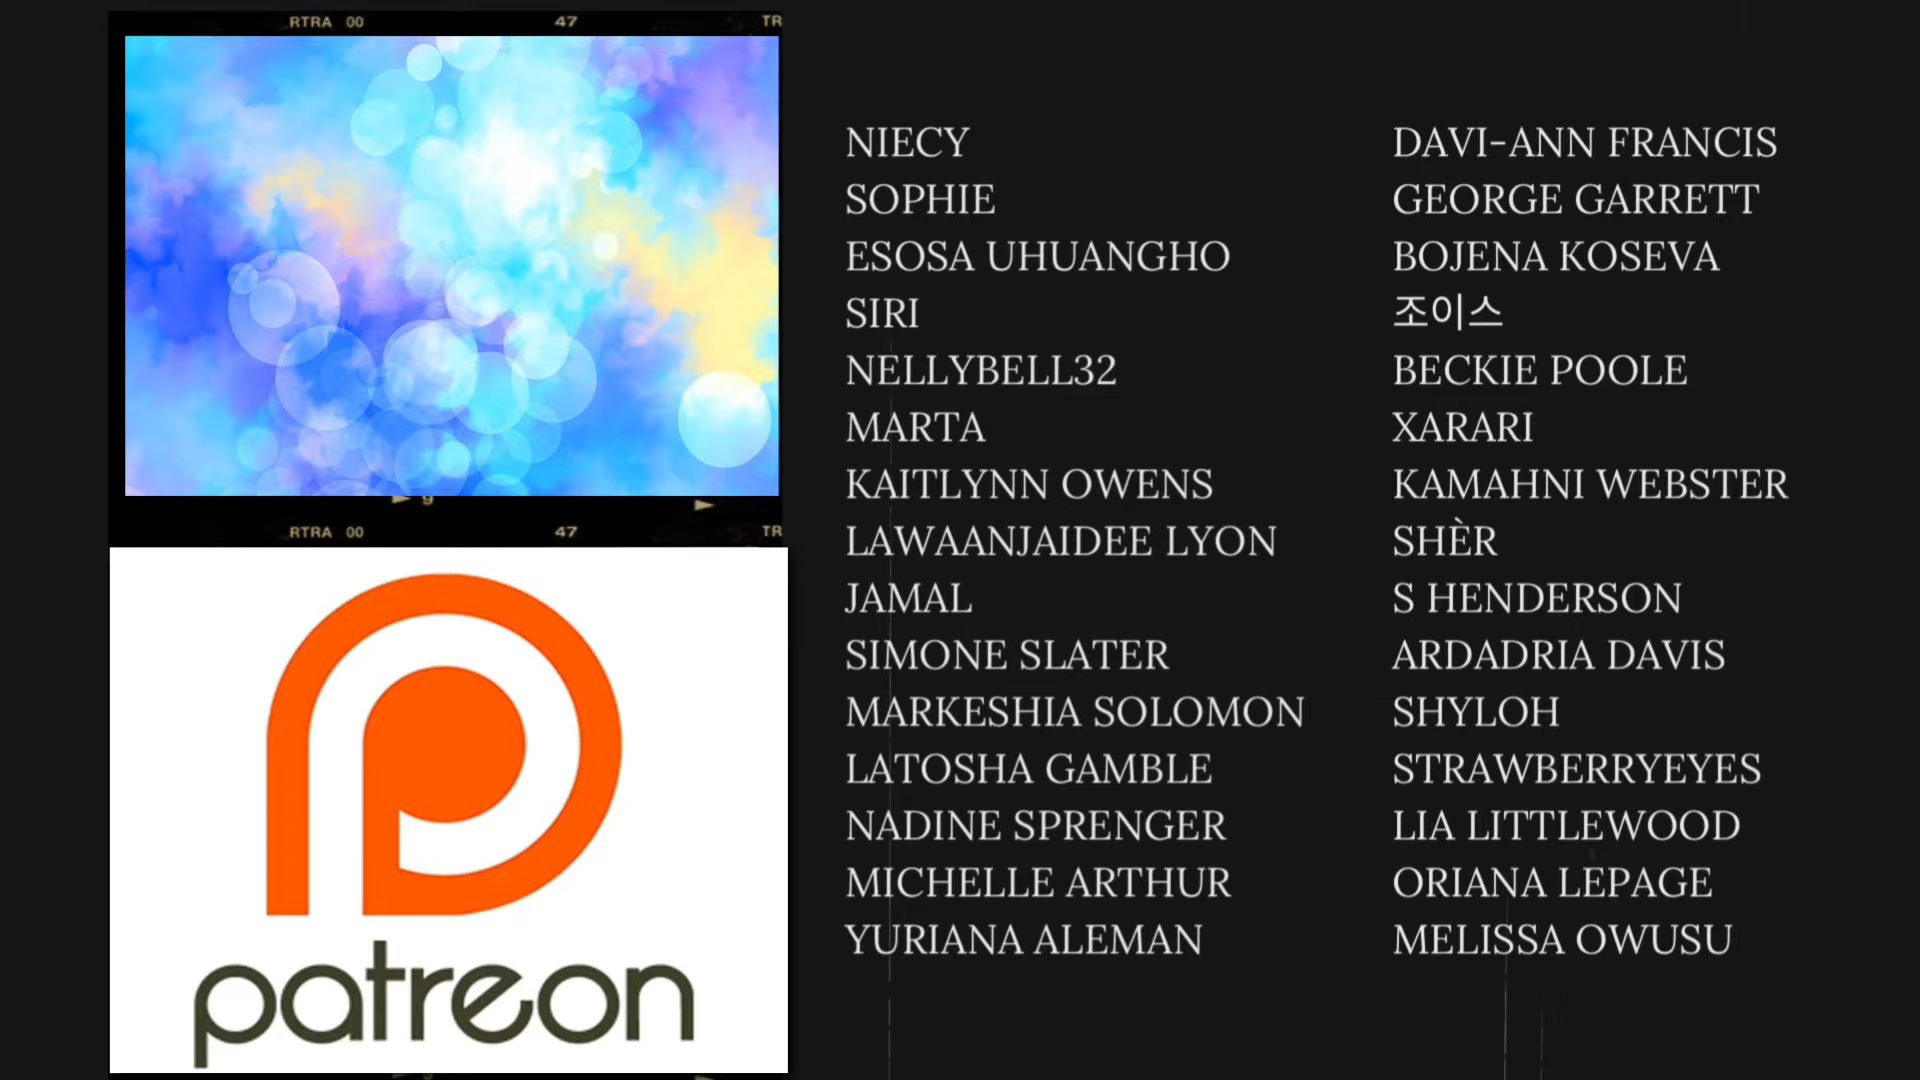 RTRA 00 47 TR
9
RTRA 00 47 TR
patreon
NIECY
SOPHIE
ESOSA UHUANGHO
SIRI
NELLYBELL32
MARTA
KAITLYNN OWENS
LAWAANJAIDEE LYON
JAMAL
SIMONE SLATER
MARKESHIA SOLOMON
LATOSHA GAMBLE
NADINE SPRENGER
MICHELLE ARTHUR
YURIANA ALEMAN
DAVI-ANN FRANCIS
GEORGE GARRETT
BOJENA KOSEVA
조이스
BECKIE POOLE
XARARI
KAMAHNI WEBSTER
SHÈR
S HENDERSON
ARDADRIA DAVIS
SHYLOH
STRAWBERRYEYES
LIA LITTLEWOOD
ORIANA LEPAGE
MELISSA OWUSU